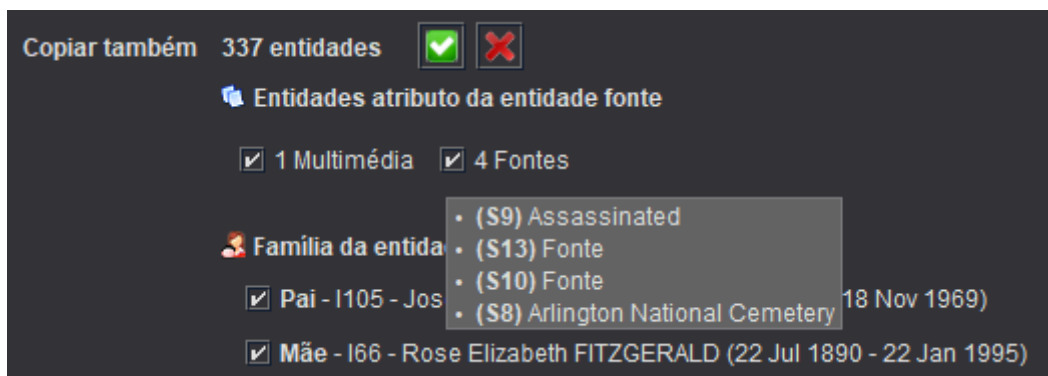 Copiar também 337 entidades
Entidades atributo da entidade fonte
1 Multimédia 4 Fontes
• (S9) Assassinated
• (S13) Fonte
Família da entida
• (S10) Fonte
• (S8) Arlington National Cemetery
Pai - I105 - Jos 18 Nov 1969)
Mãe - I66 - Rose Elizabeth FITZGERALD (22 Jul 1890 - 22 Jan 1995)